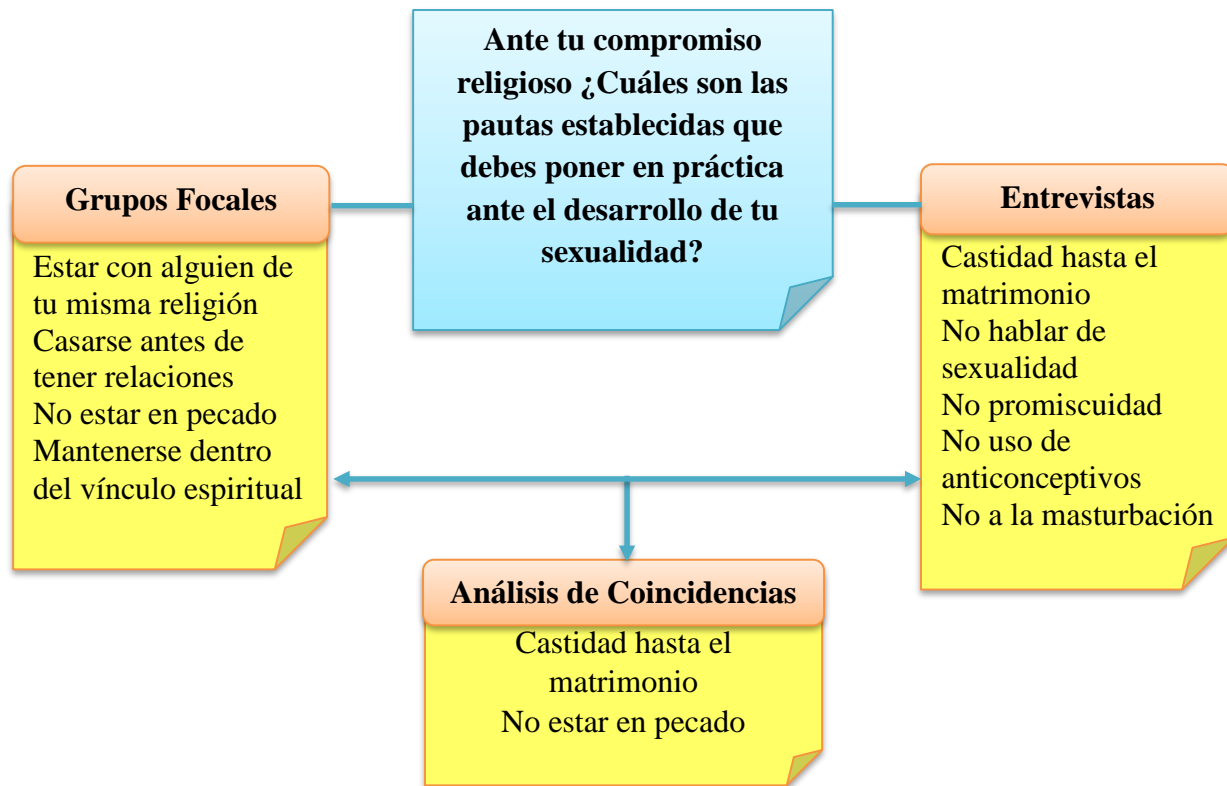 Ante tu compromiso
religioso ¿Cuáles son las
pautas establecidas que
debes poner en práctica
ante el desarrollo de tu
sexualidad?
Grupos Focales
Estar con alguien de
tu misma religión
Casarse antes de
tener relaciones
No estar en pecado
Mantenerse dentro
del vínculo espiritual
Entrevistas
Castidad hasta el
matrimonio
No hablar de
sexualidad
No promiscuidad
No uso de
anticonceptivos
No a la masturbación
Análisis de Coincidencias
Castidad hasta el
matrimonio
No estar en pecado